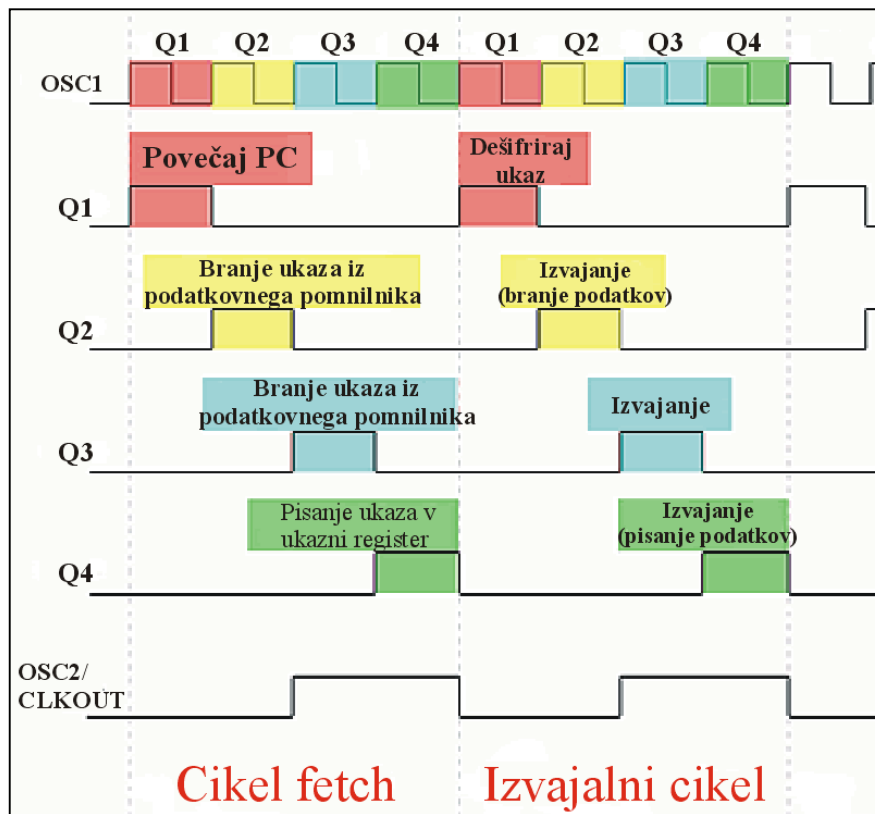 Q1 Q2 Q3 Q4 Q1 Q2 Q3 Q4
OSC1
Povečaj PC
Dešifriraj
ukaz
Q1
Branje ukaza iz
podatkovnega pomnilnika
Izvajanje
(branje podatkov)
Q2
Branje ukaza iz
podatkovnega pomnilnika
Izvajanje
Q3
Pisanje ukaza v
ukazni register
Izvajanje
(pisanje podatkov)
Q4
OSC2/
CLKOUT
Cikel fetch
Izvajalni cikel